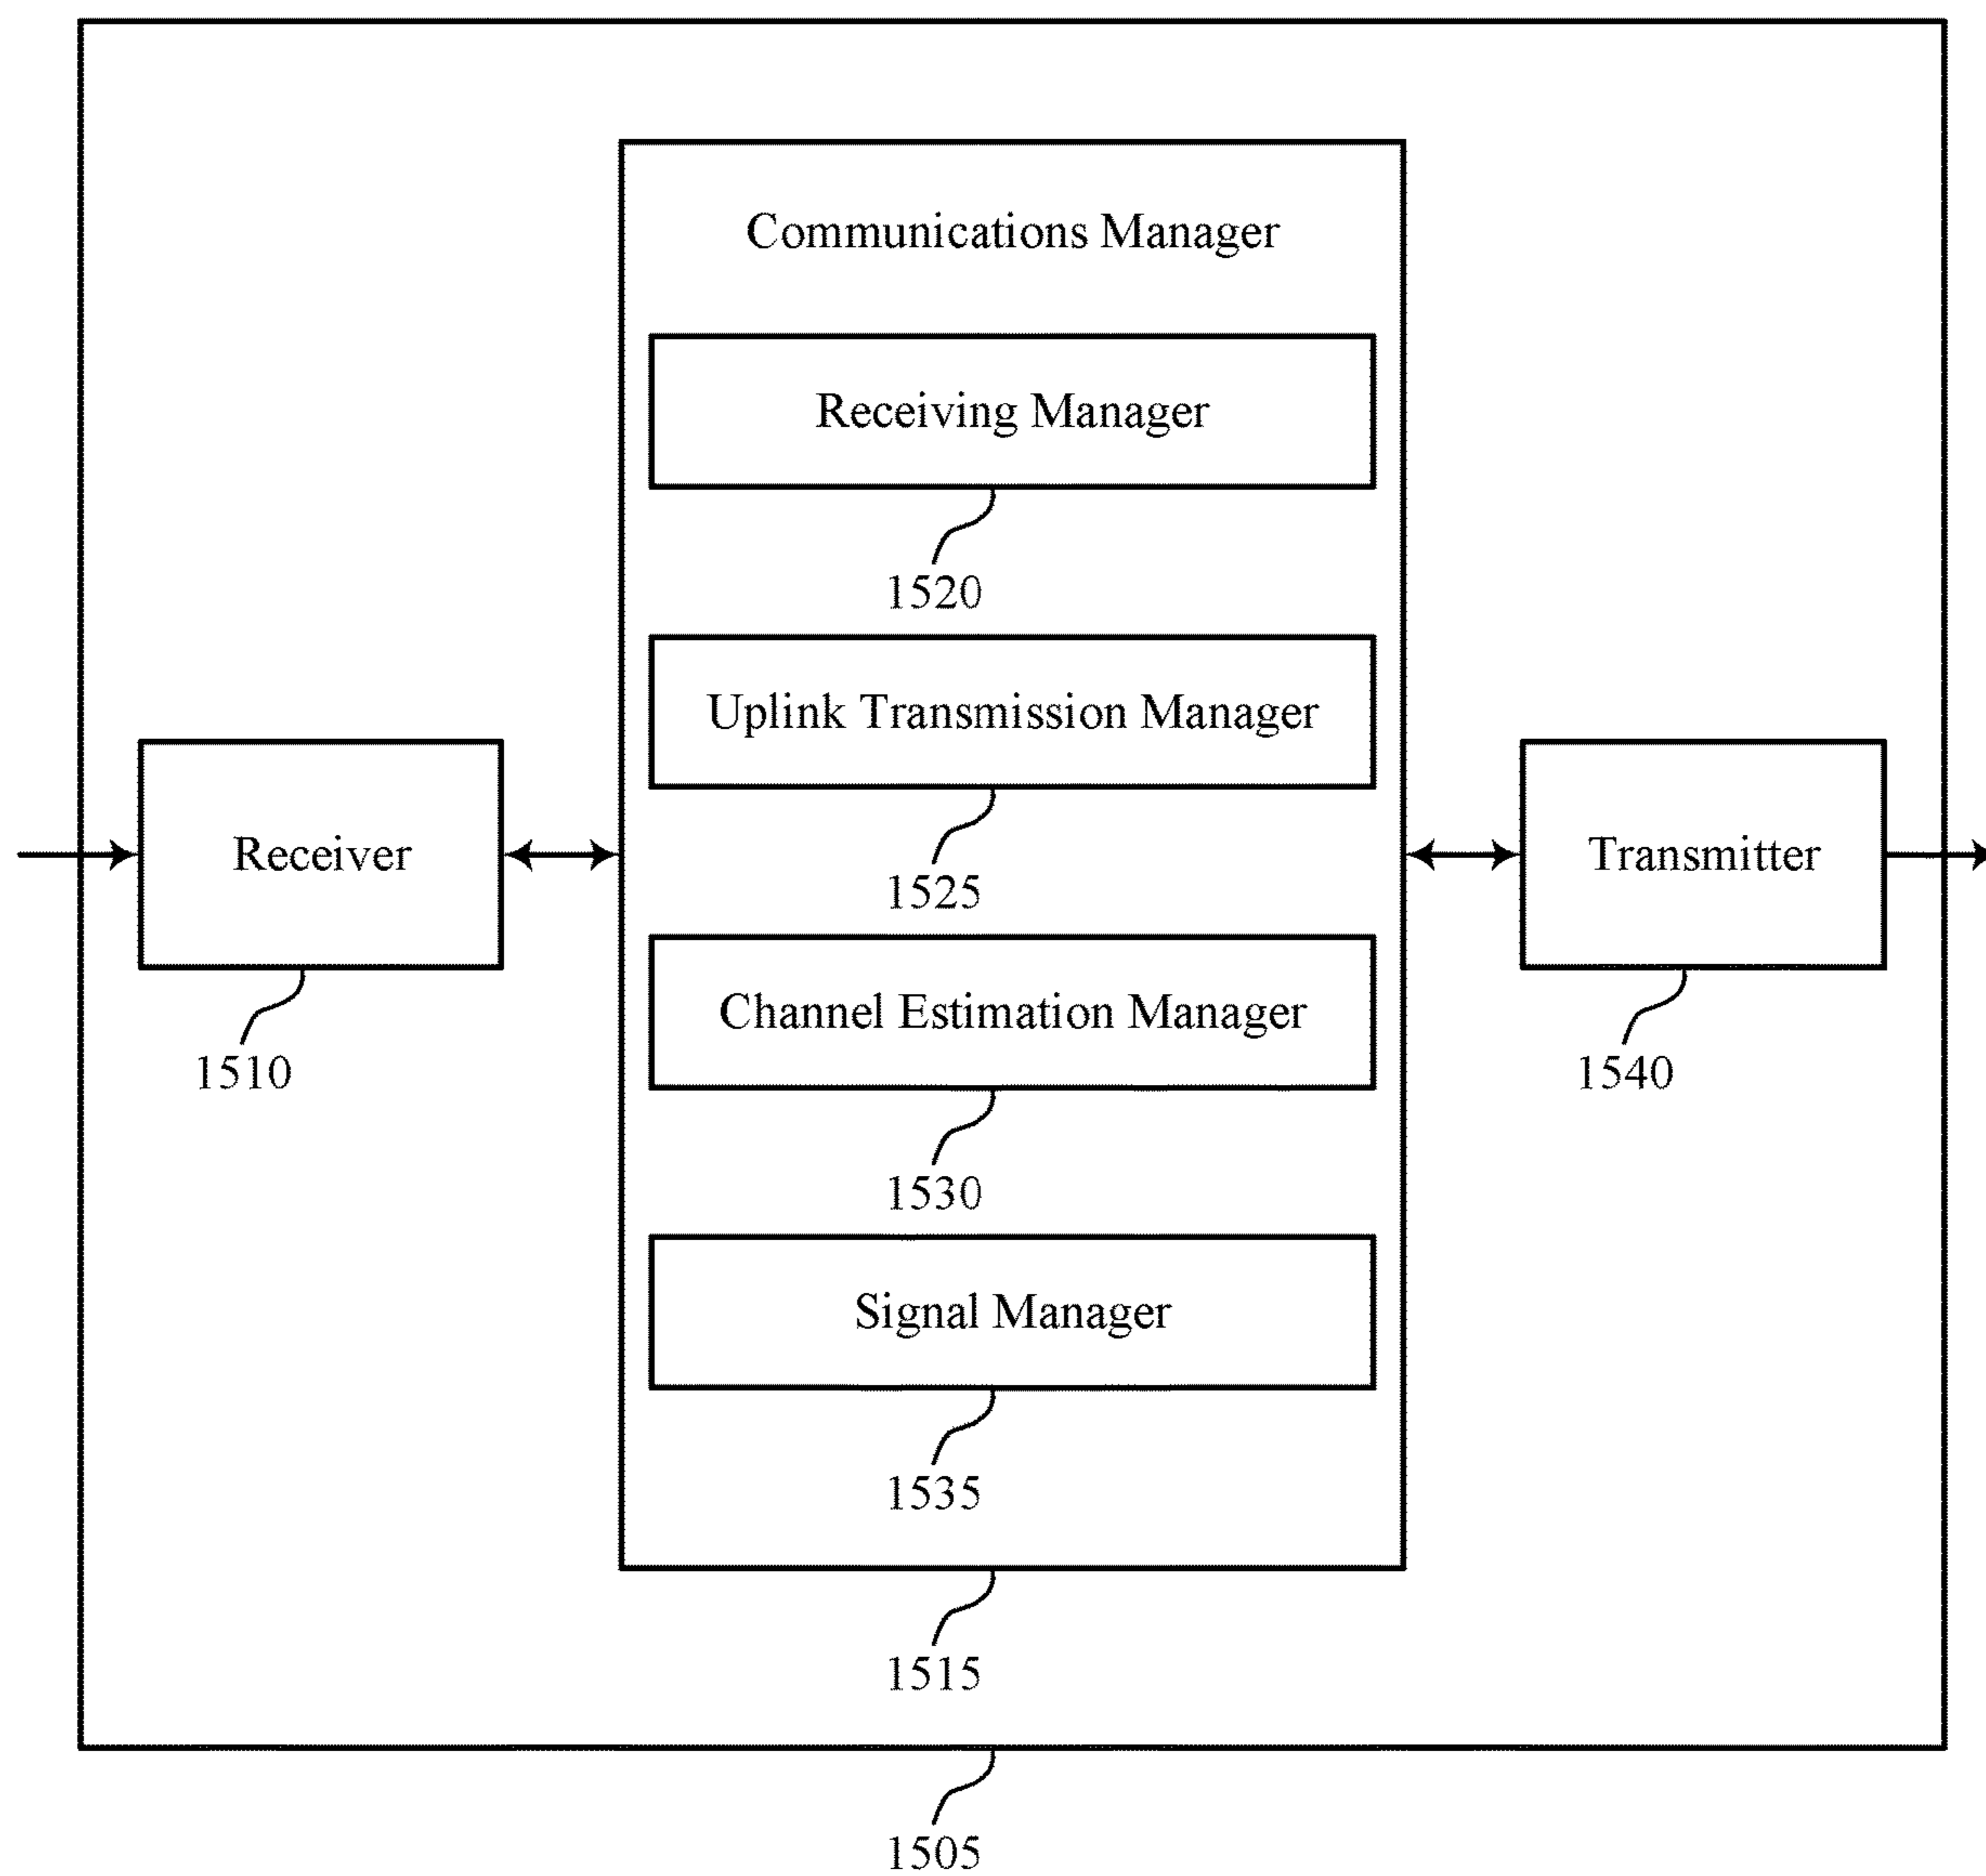 Communications Manager
Receiving Manager
1520
Uplink Transmission Manager
1525
Receiver
1510
Channel Estimation Manager
1530
Transmitter
1540
Signal Manager
1535
1515
1505